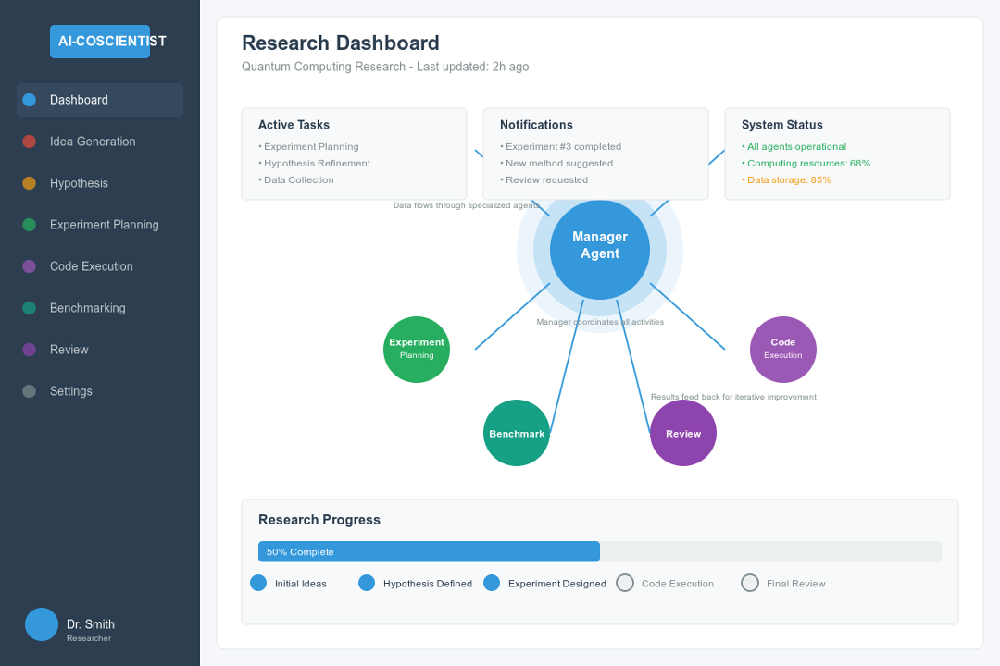 AI-COSCIENTIST
Dashboard
Idea Generation
Hypothesis
Experiment Planning
Code Execution
Benchmarking
Review
Settings
Dr. Smith
Researcher
Research Dashboard
Quantum Computing Research - Last updated: 2h ago
Active Tasks
• Experiment Planning
• Hypothesis Refinement
• Data Collection
Notifications
• Experiment #3 completed
• New method suggested
• Review requested
System Status
• All agents operational
• Computing resources: 68%
• Data storage: 85%
Data flows through specialized agents
Manager
Agent
Manager coordinates all activities
Experiment
Planning
Code
Execution
Results feed back for iterative improvement
Benchmark
Review
Research Progress
50% Complete
Initial Ideas
Hypothesis Defined
Experiment Designed
Code Execution
Final Review